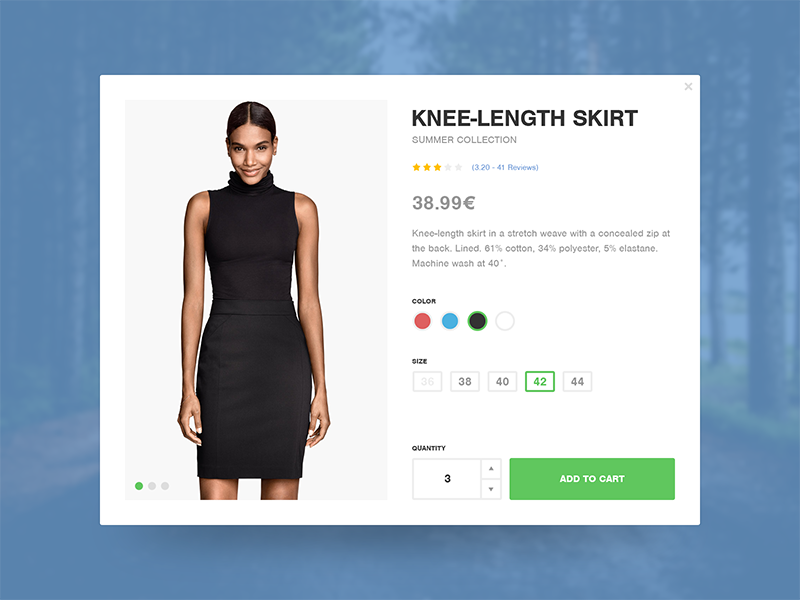 ×
KNEE-LENGTH SKIRT
SUMMER COLLECTION
(3.20 - 41 Reviews)
38.99€
Knee-length skirt in a stretch weave with a concealed zip at
the back. Lined. 61% cotton, 34% polyester, 5% elastane.
Machine wash at 40˚.
COLOR
SIZE
36 38 40 42 44
QUANTITY
3 ADD TO CART